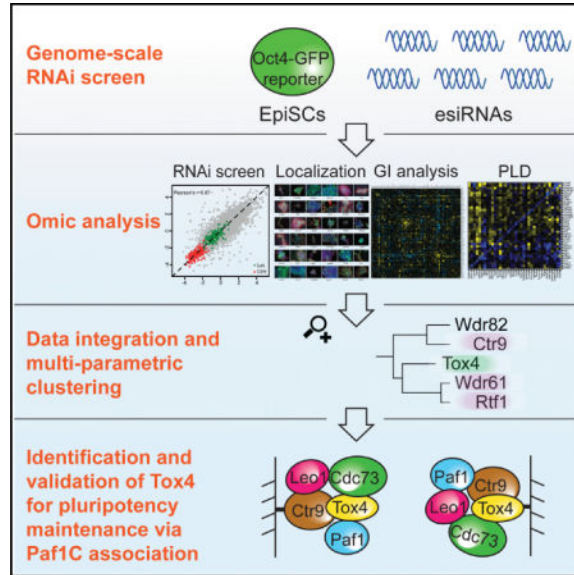 Genome-scale
RNAi screen
Oct4-GFP
reporter
EpiSCs
esiRNAs
Omic analysis
RNAi screen
Localization
GI analysis
PLD
Data integration and
multi-parametric
clustering
Wdr82
Ctr9
Tox4
Wdr61
Rtf1
Identification and
validation of Tox4
for pluripotency
maintenance via
Paf1C association
Leo1
Cdc73
Ctr9
Tox4
Paf1
Paf1
Ctr9
Leo1
Tox4
Cdc73